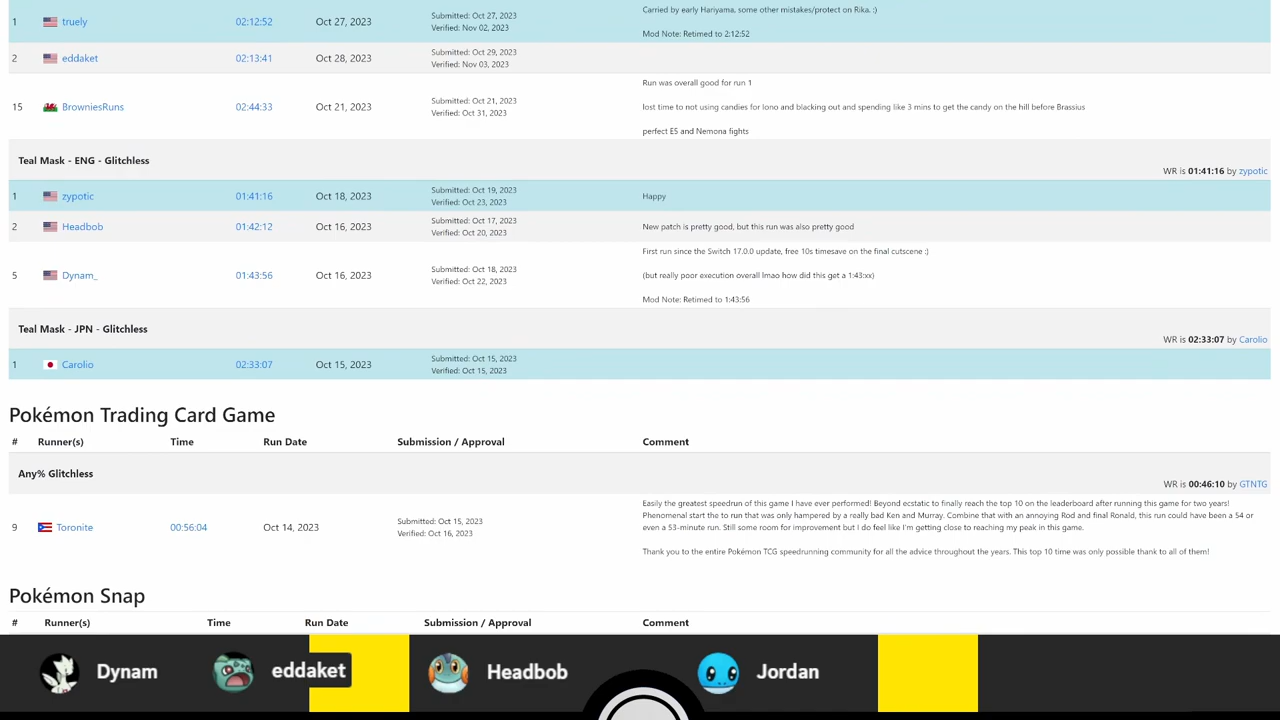 Carried by early Hariyama, some other mistakes/protect on Rika. :)
1 truely 02:12:52 Oct 27, 2023 Submitted: Oct 27, 2023
Verified: Nov 02, 2023
Mod Note: Retimed to 2:12:52
2 eddaket 02:13:41 Oct 28, 2023 Submitted: Oct 29, 2023
Verified: Nov 03, 2023
Run was overall good for run 1
15 BrowniesRuns 02:44:33 Oct 21, 2023 Submitted: Oct 21, 2023
Verified: Oct 31, 2023
lost time to not using candies for Iono and blacking out and spending like 3 mins to get the candy on the hill before Brassius
perfect E5 and Nemona fights
Teal Mask - ENG - Glitchless
WR is 01:41:16 by zypotic
1 zypotic 01:41:16 Oct 18, 2023 Submitted: Oct 19, 2023
Verified: Oct 23, 2023
Happy
2 Headbob 01:42:12 Oct 16, 2023 Submitted: Oct 17, 2023
Verified: Oct 20, 2023
New patch is pretty good, but this run was also pretty good
First run since the Switch 17.0.0 update, free 10s timesave on the final cutscene :)
5 Dynam_ 01:43:56 Oct 16, 2023 Submitted: Oct 18, 2023
Verified: Oct 22, 2023
(but really poor execution overall lmao how did this get a 1:43:xx)
Mod Note: Retimed to 1:43:56
Teal Mask - JPN - Glitchless
WR is 02:33:07 by Carolio
1 Carolio 02:33:07 Oct 15, 2023 Submitted: Oct 15, 2023
Verified: Oct 15, 2023
Pokémon Trading Card Game
# Runner(s) Time Run Date Submission / Approval Comment
Any% Glitchless
WR is 00:46:10 by GTNTG
9 Toronite 00:56:04 Oct 14, 2023 Submitted: Oct 15, 2023
Verified: Oct 16, 2023
Easily the greatest speedrun of this game I have ever performed! Beyond ecstatic to finally reach the top 10 on the leaderboard after running this game for two years!
Phenomenal start the to run that was only hampered by a really bad Ken and Murray. Combine that with an annoying Rod and final Ronald, this run could have been a 54 or
even a 53-minute run. Still some room for improvement but I do feel like I'm getting close to reaching my peak in this game.
Thank you to the entire Pokémon TCG speedrunning community for all the advice throughout the years. This top 10 time was only possible thank to all of them!
Pokémon Snap
# Runner(s) Time Run Date Submission / Approval Comment
Dynam eddaket Headbob Jordan